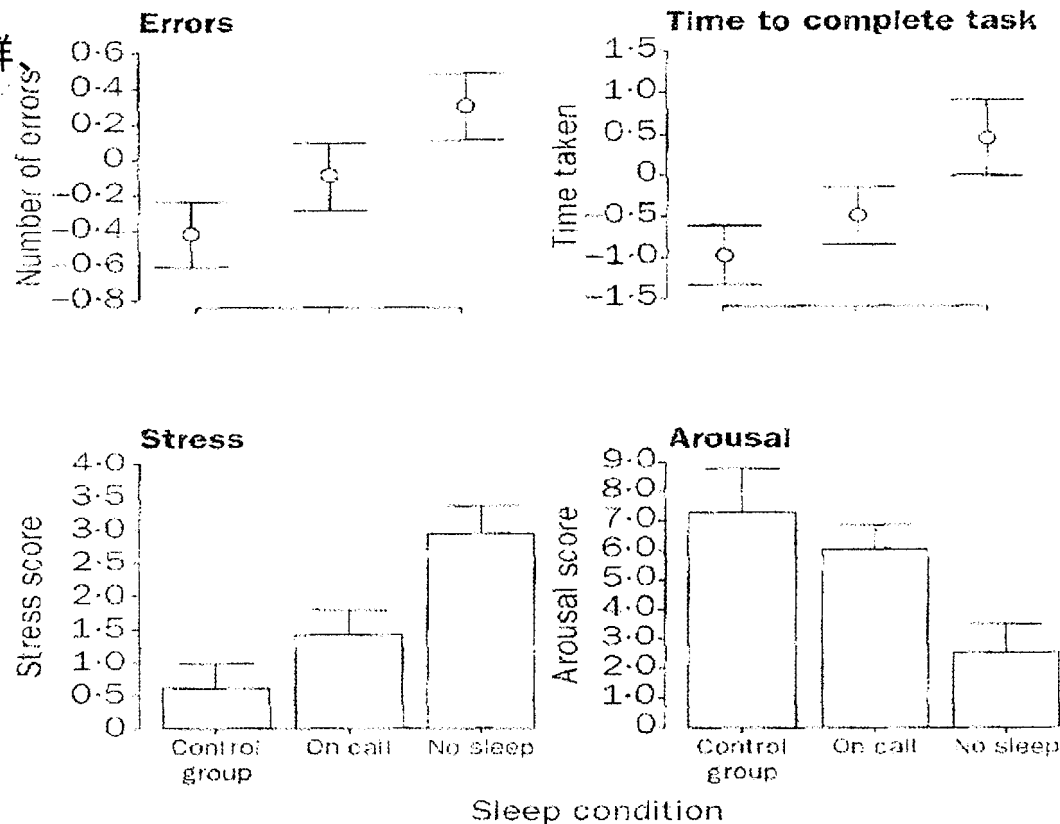 Errors
#
Number of errors
0·6
0·4
0·2
0
−0·2
−0·4
−0·6
−0·8
Time to complete task
Time taken
1·5
1·0
0·5
0
−0·5
−1·0
−1·5
Stress
Stress score
4·0
3·5
3·0
2·5
2·0
1·5
1·0
0·5
0
Control group
On call
No sleep
Arousal
Arousal score
9·0
8·0
7·0
6·0
5·0
4·0
3·0
2·0
1·0
0
Control group
On call
No sleep
Sleep condition